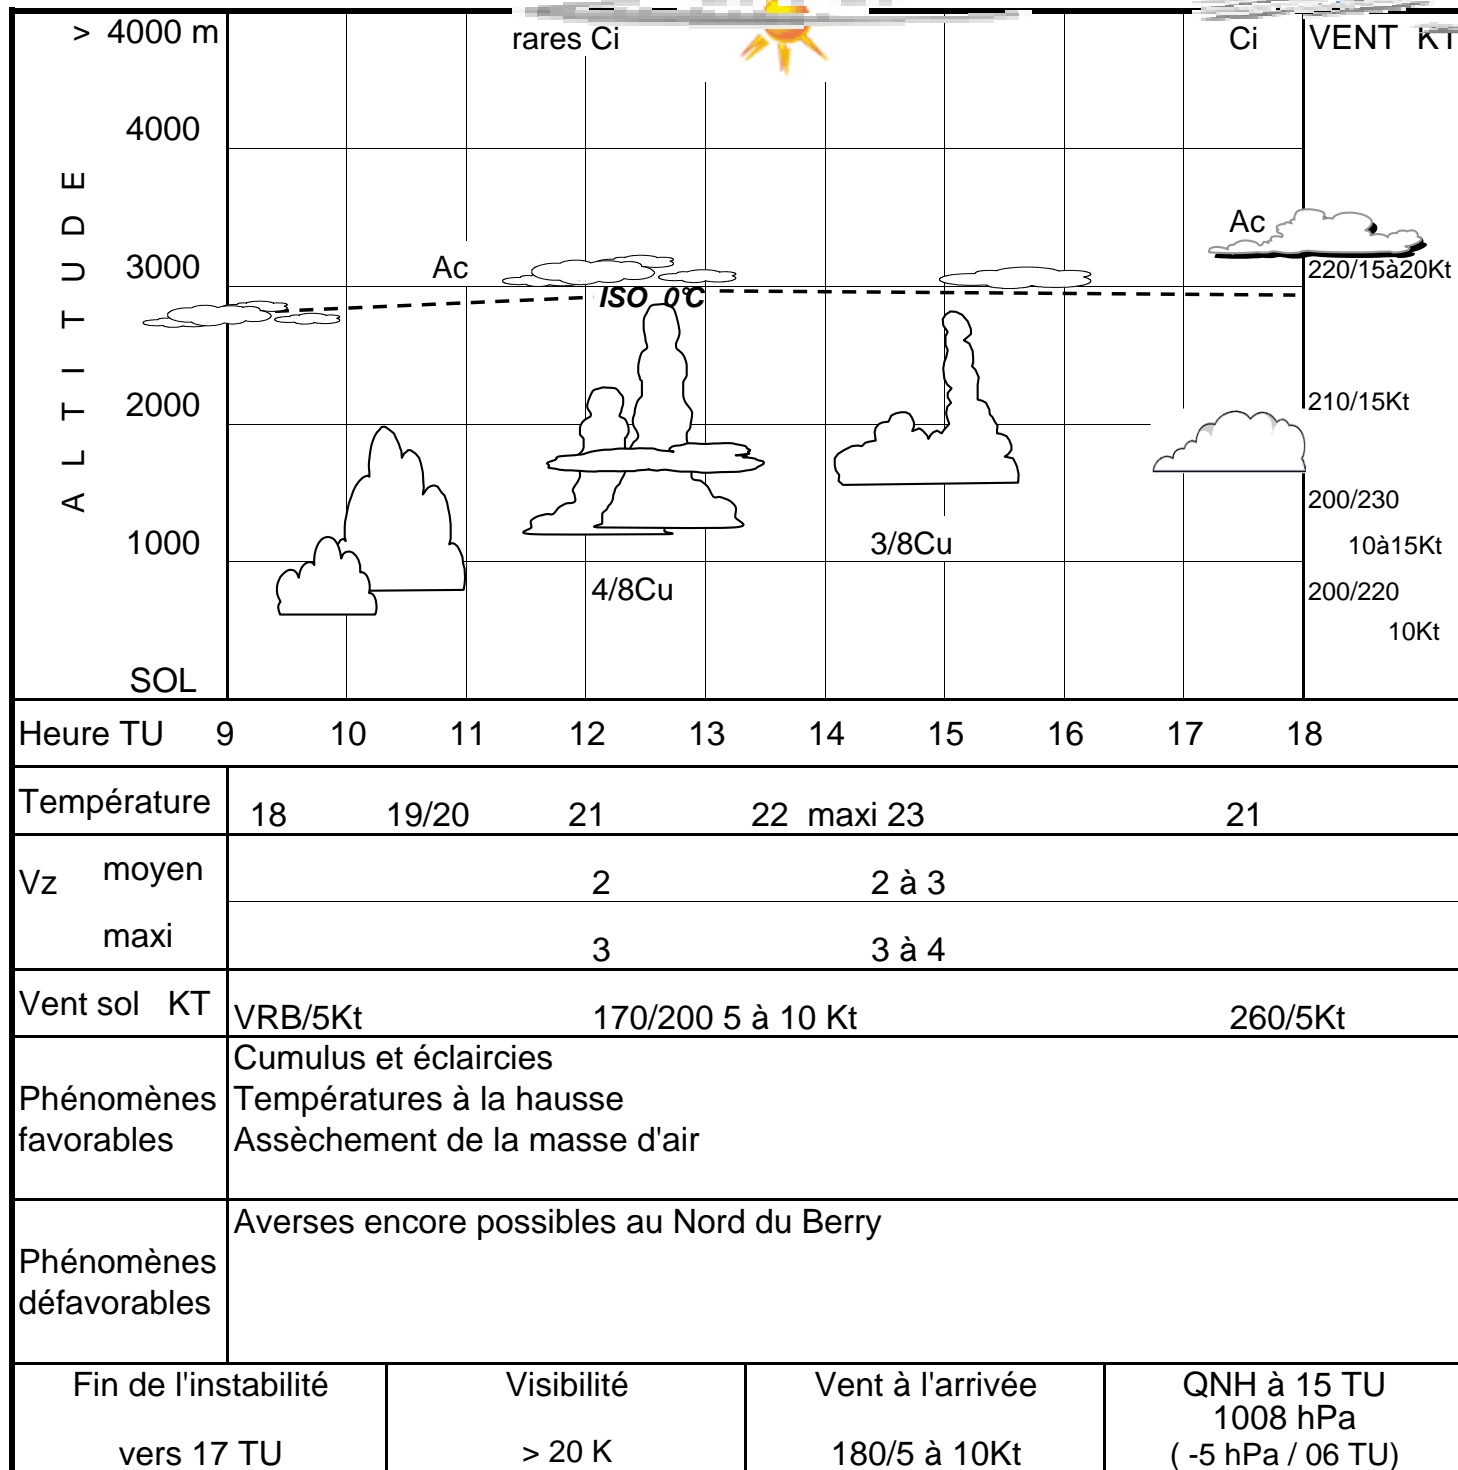 > 4000 m rares Ci Ci VENT KT
4000
ALTITUDE
Ac
3000 Ac 220/15à20Kt
ISO 0°C
2000 210/15Kt
200/230
1000 3/8Cu 10à15Kt
4/8Cu 200/220
10Kt
SOL
Heure TU 9 10 11 12 13 14 15 16 17 18
Température 18 19/20 21 22 maxi 23 21
Vz moyen 2 2 à 3
maxi 3 3 à 4
Vent sol KT VRB/5Kt 170/200 5 à 10 Kt 260/5Kt
Cumulus et éclaircies
Phénomènes Températures à la hausse
favorables Assèchement de la masse d'air
Averses encore possibles au Nord du Berry
Phénomènes
défavorables
Fin de l'instabilité Visibilité Vent à l'arrivée QNH à 15 TU
1008 hPa
vers 17 TU > 20 K 180/5 à 10Kt ( -5 hPa / 06 TU)